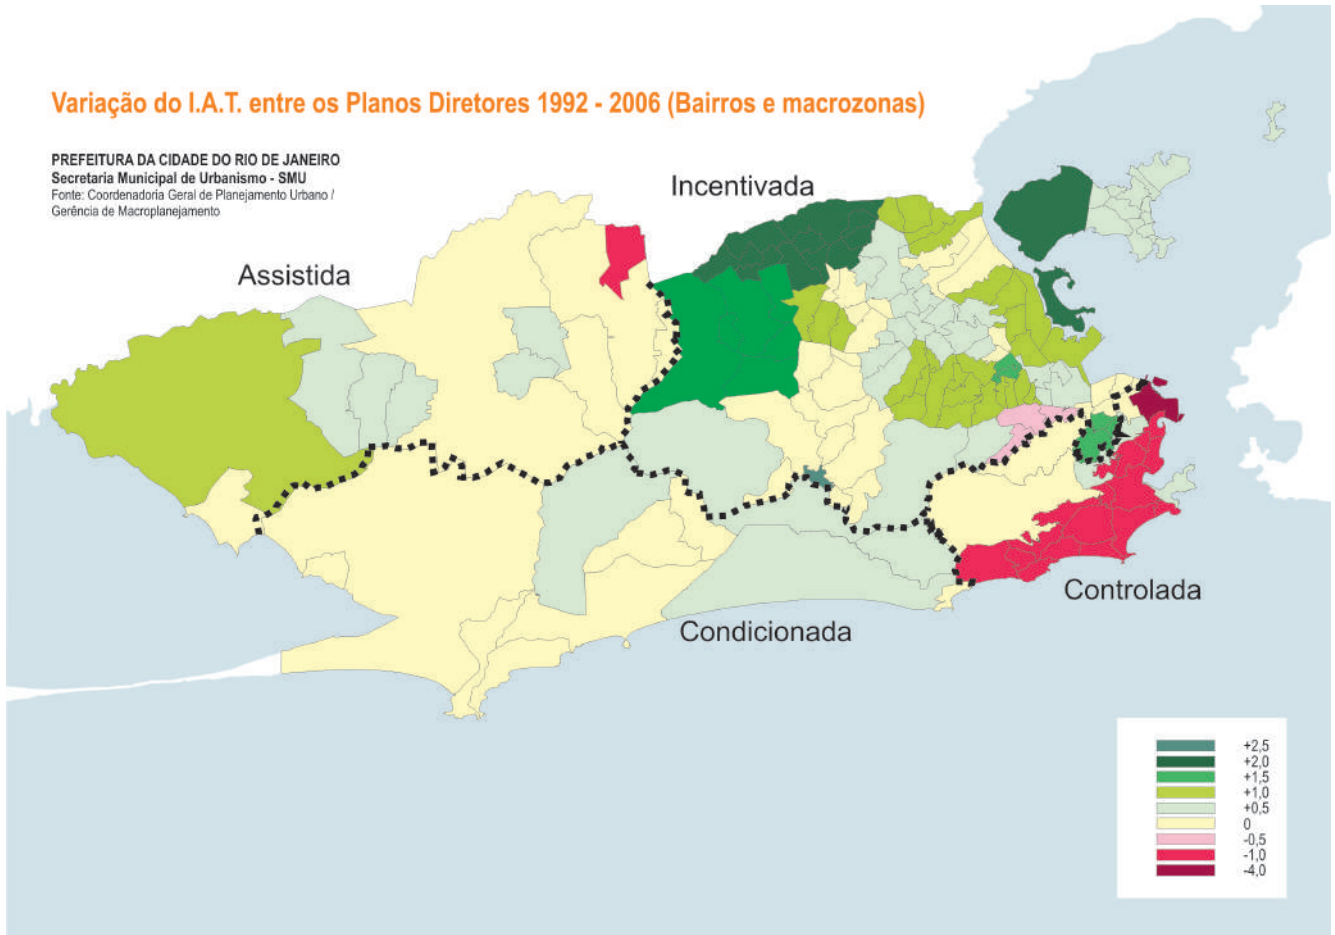 Variação do I.A.T. entre os Planos Diretores 1992 - 2006 (Bairros e macrozonas)
PREFEITURA DA CIDADE DO RIO DE JANEIRO
Secretaria Municipal de Urbanismo - SMU
Fonte: Coordenadoria Geral de Planejamento Urbano /
Gerência de Macroplanejamento
Incentivada
Assistida
Controlada
Condicionada
+2,5
+2,0
+1,5
+1,0
+0,5
0
-0,5
-1,0
-4,0